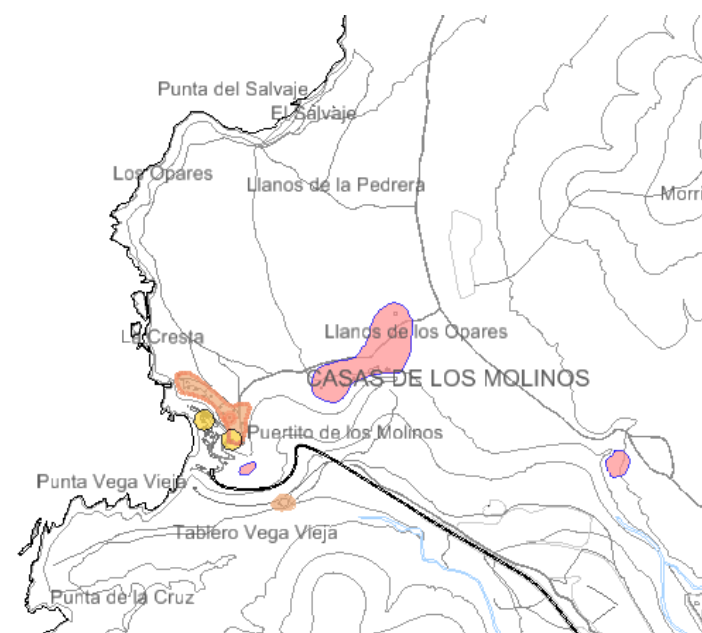 Punta del Salvaje
El Salvaje
Los Opares
Llanos de la Pedrera
Morri
Llanos de los Opares
La Cresta
CASAS DE LOS MOLINOS
Puertito de los Molinos
Punta Vega Vieja
Tablero Vega Vieja
Punta de la Cruz